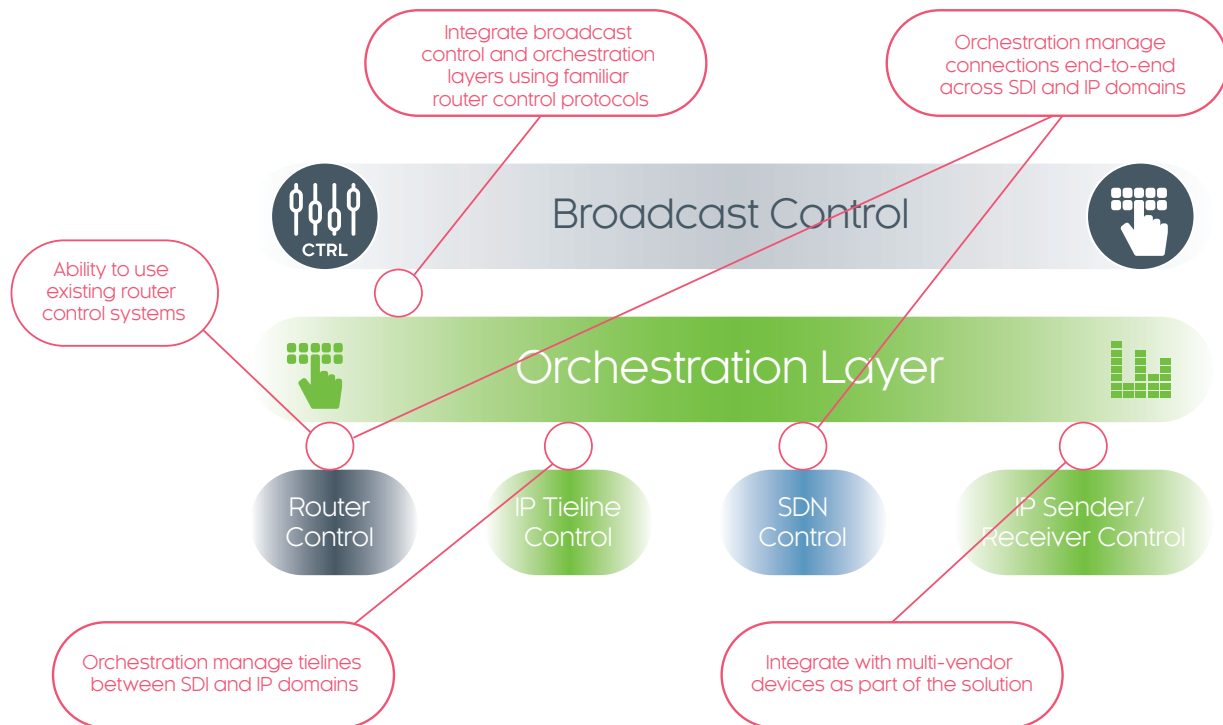 Integrate broadcast
control and orchestration
layers using familiar
router control protocols
Orchestration manage
connections end-to-end
across SDI and IP domains
Broadcast Control
CTRL
Ability to use
existing router
control systems
Orchestration Layer
Router
Control
IP Tieline
Control
SDN
Control
IP Sender/
Receiver Control
Orchestration manage tielines
between SDI and IP domains
Integrate with multi-vendor
devices as part of the solution